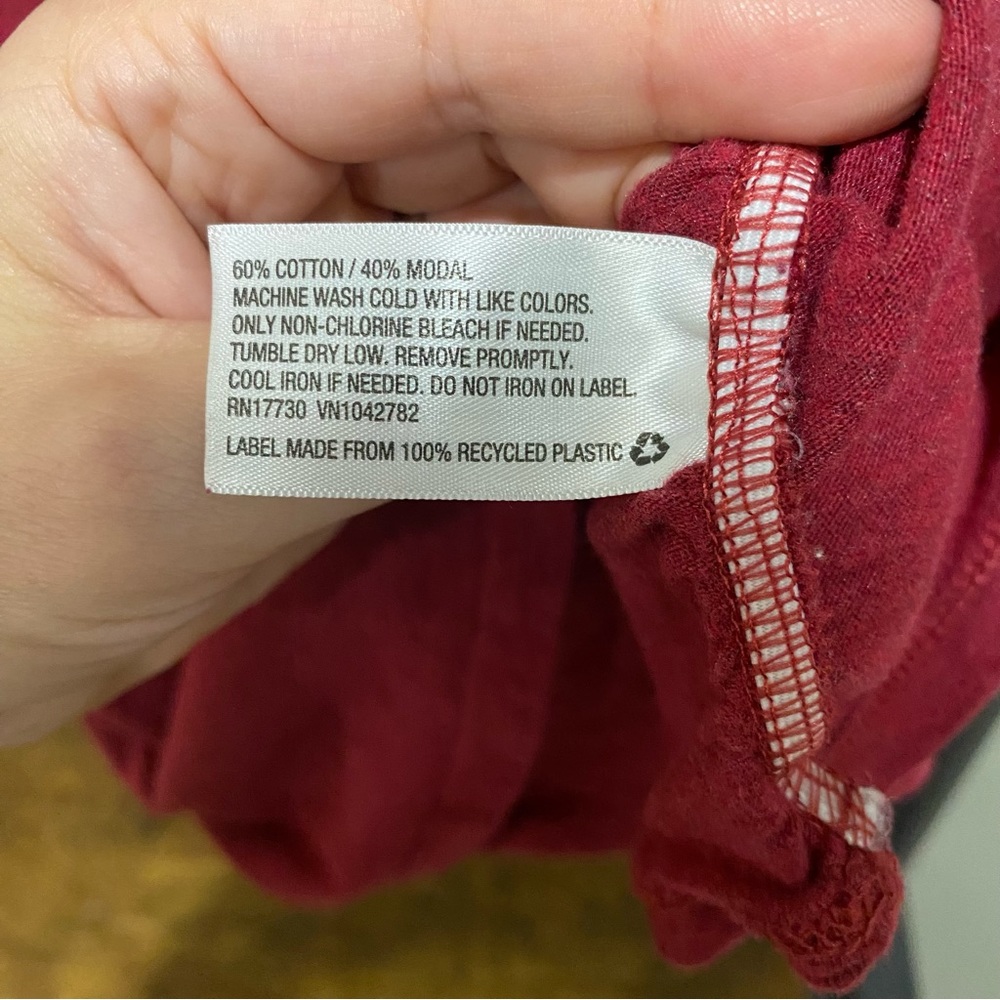 60% COTTON / 40% MODAL
MACHINE WASH COLD WITH LIKE COLORS.
ONLY NON-CHLORINE BLEACH IF NEEDED.
TUMBLE DRY LOW. REMOVE PROMPTLY.
COOL IRON IF NEEDED. DO NOT IRON ON LABEL.
RN17730 VN1042782
LABEL MADE FROM 100% RECYCLED PLASTIC